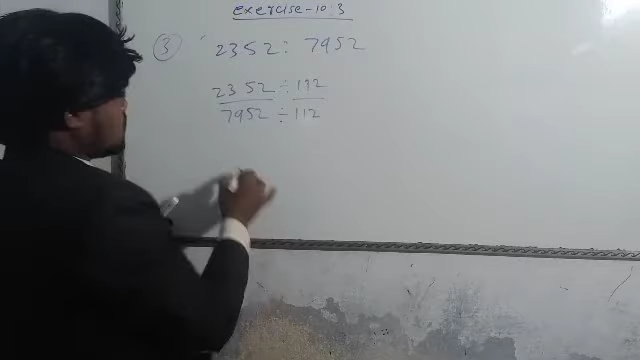 Exercise-10.3
③ 2352 : 7952
2352 ÷ 112
7952 ÷ 112